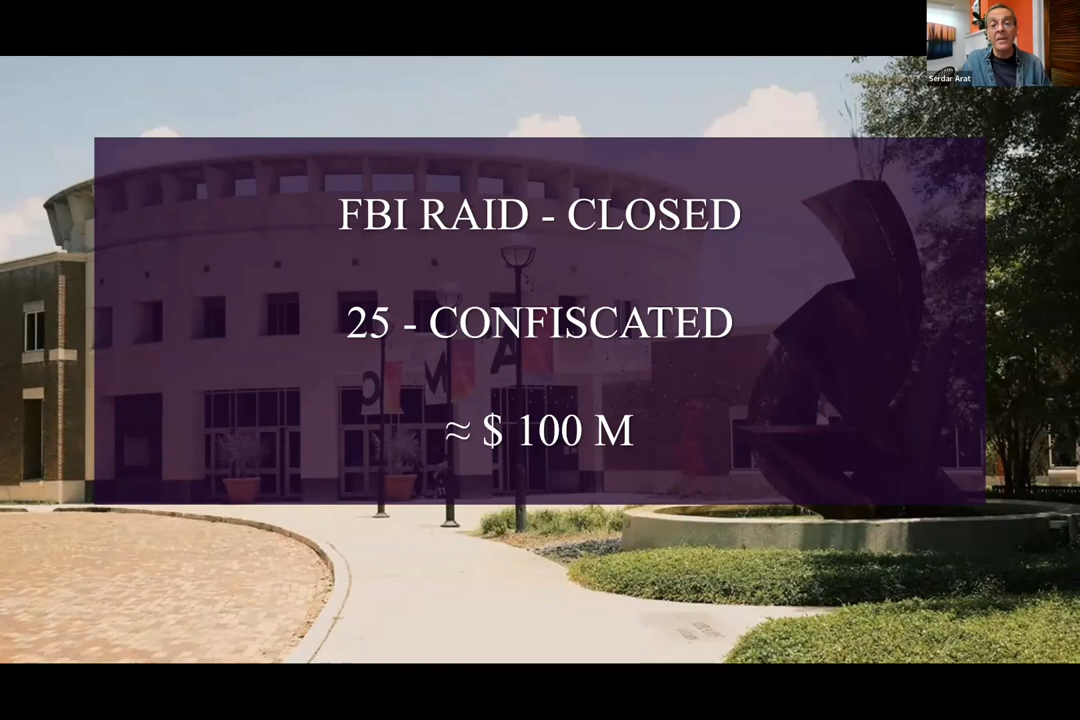 Serdar Arat
FBI RAID - CLOSED
25 - CONFISCATED
≈ $ 100 M
O M A